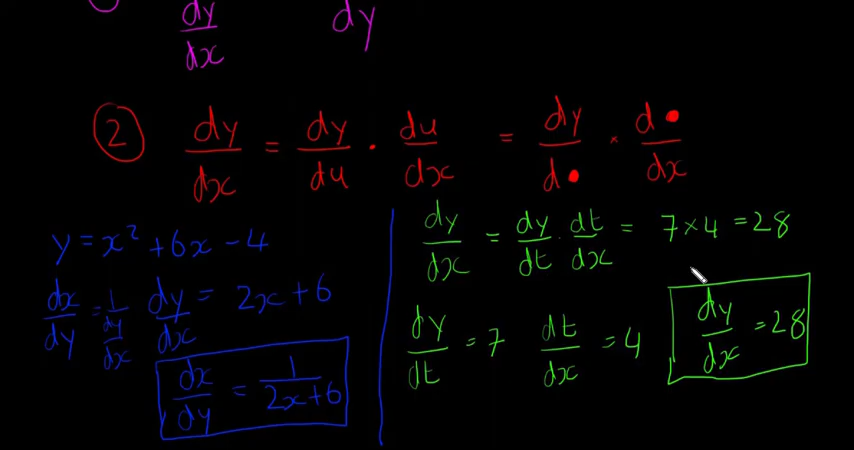 dy/dx dy
2 dy/dx = dy/du · du/dx = dy/d• × d•/dx
y = x² + 6x - 4
dx/dy = 1/(dy/dx) dy/dx = 2x + 6
dx/dy = 1/(2x+6)
dy/dx = dy/dt · dt/dx = 7 × 4 = 28
dy/dt = 7 dt/dx = 4 dy/dx = 28